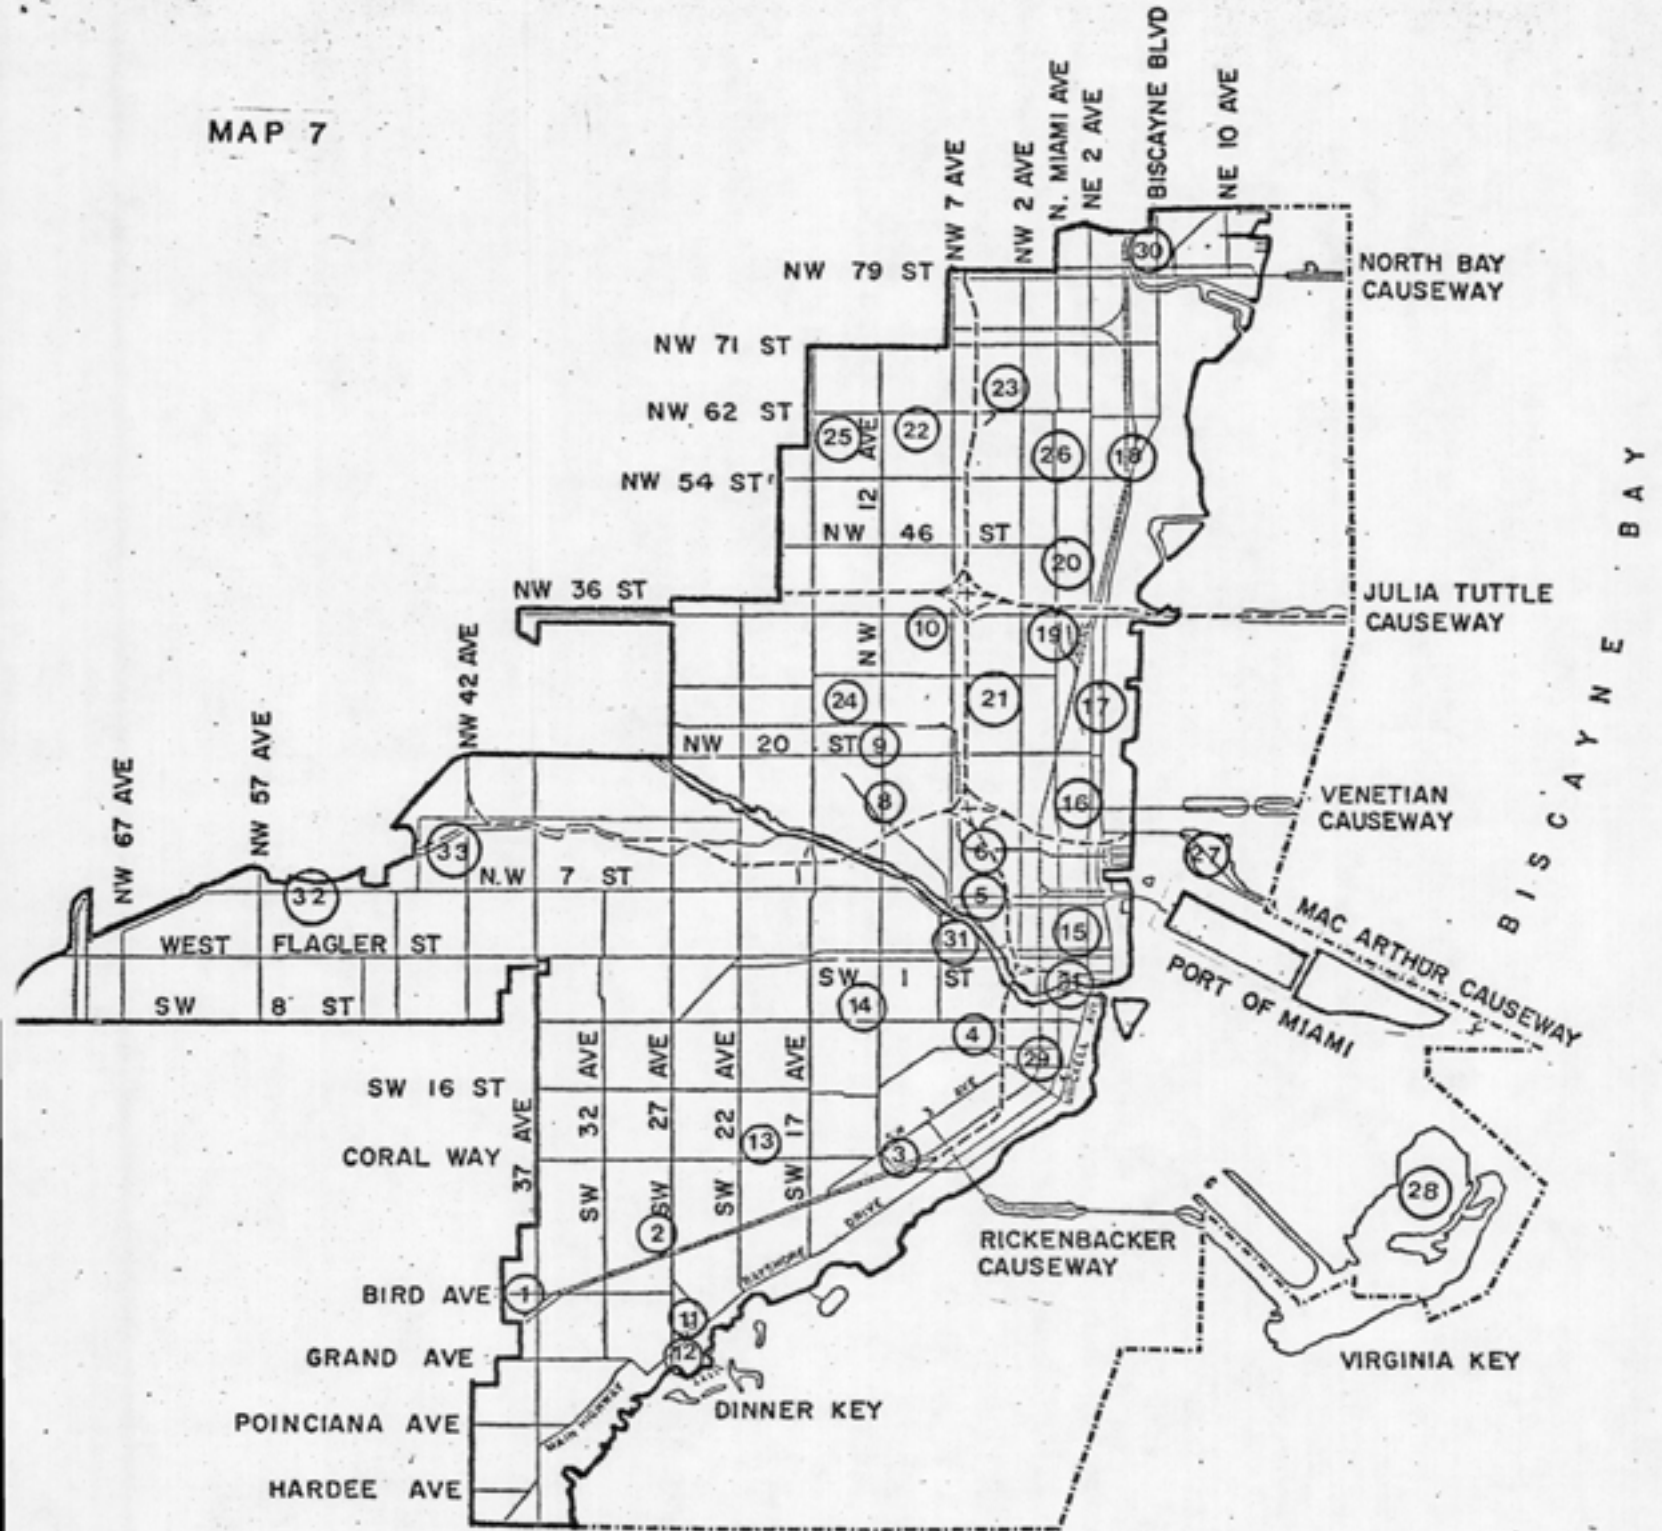 MAP 7
NW 7 AVE
NW 2 AVE
N. MIAMI AVE
NE 2 AVE
BISCAYNE BLVD
NE 10 AVE
30
NW 79 ST
NORTH BAY
CAUSEWAY
NW 71 ST
23
NW 62 ST
25
22
26
18
NW 54 ST
NW 12 AVE
NW 46 ST
20
NW 36 ST
JULIA TUTTLE
CAUSEWAY
10
19
BISCAYNE BAY
24
21
17
NW 67 AVE
NW 57 AVE
NW 42 AVE
NW 20 ST
9
8
16
VENETIAN
CAUSEWAY
33
6
27
N.W 7 ST
32
5
MAC ARTHUR CAUSEWAY
PORT OF MIAMI
WEST FLAGLER ST
31
15
SW 1 ST
SW 8 ST
14
4
29
BRICKELL AVE
SW 16 ST
SW 3 AVE
37 AVE
SW 32 AVE
SW 27 AVE
SW 22 AVE
SW 17 AVE
13
CORAL WAY
3
28
2
BAYSHORE DRIVE
RICKENBACKER
CAUSEWAY
BIRD AVE
1
11
GRAND AVE
12
VIRGINIA KEY
MAIN HIGHWAY
DINNER KEY
POINCIANA AVE
HARDEE AVE